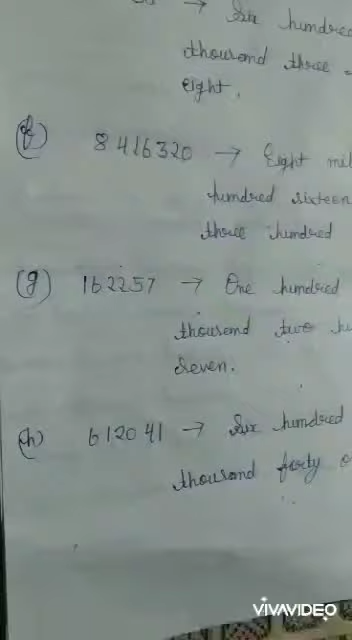 → Six hundred
thousand three
eight.
(f) 8416320 → Eight
hundred sixteen
three hundred
(g) 162257 → One hundred
thousand two
seven.
(h) 612041 → Six hundred
thousand forty
VIVAVIDEO